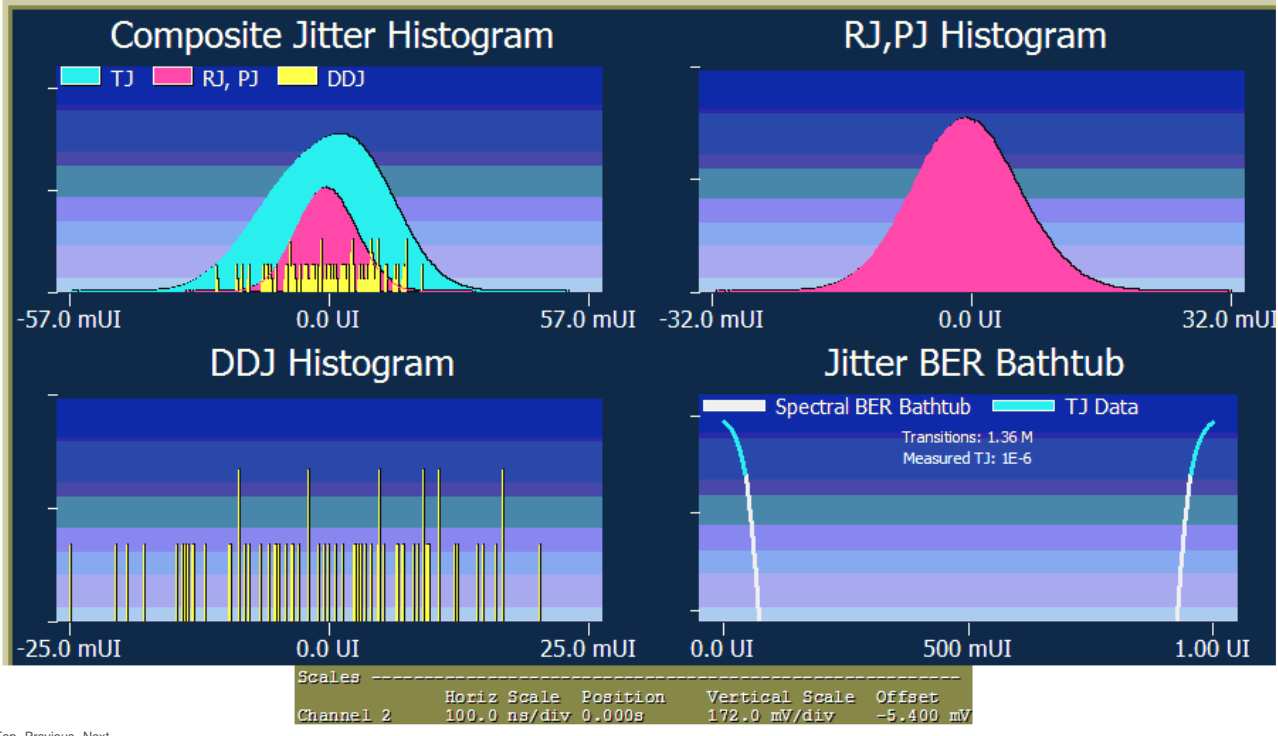 Composite Jitter Histogram
TJ RJ, PJ DDJ
-57.0 mUI 0.0 UI 57.0 mUI
RJ,PJ Histogram
-32.0 mUI 0.0 UI 32.0 mUI
DDJ Histogram
-25.0 mUI 0.0 UI 25.0 mUI
Jitter BER Bathtub
Spectral BER Bathtub TJ Data
Transitions: 1.36 M
Measured TJ: 1E-6
0.0 UI 500 mUI 1.00 UI
Scales
Horiz Scale Position Vertical Scale Offset
Channel 2 100.0 ns/div 0.000s 172.0 mV/div -5.400 mV
Previous Next